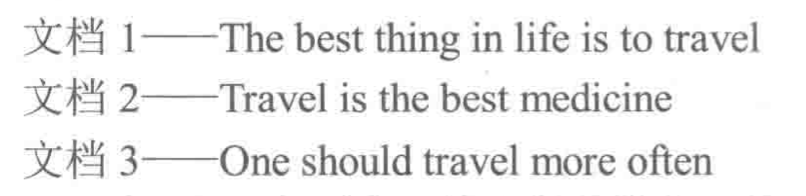 文档 1——The best thing in life is to travel
文档 2——Travel is the best medicine
文档 3——One should travel more often